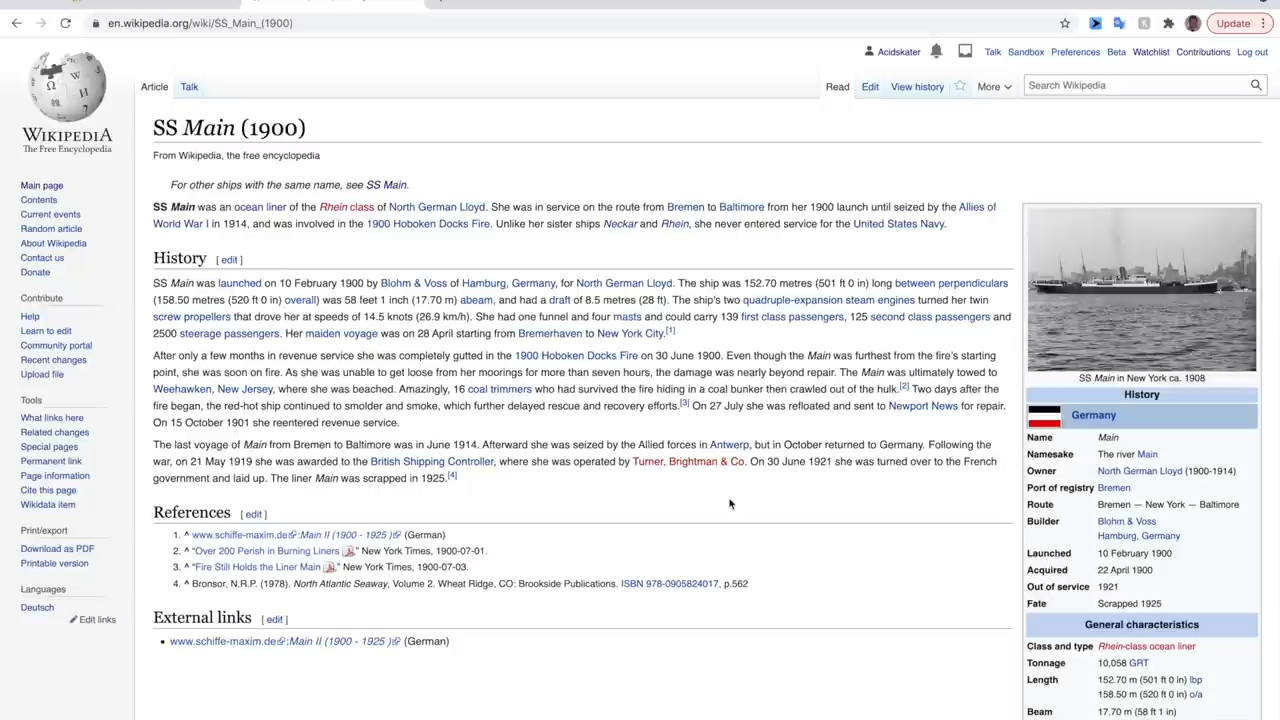 en.wikipedia.org/wiki/SS_Main_(1900)
Update
Acidskater Talk Sandbox Preferences Beta Watchlist Contributions Log out
Article Talk Read Edit View history More Search Wikipedia
WIKIPEDIA
The Free Encyclopedia
Main page
Contents
Current events
Random article
About Wikipedia
Contact us
Donate
Contribute
Help
Learn to edit
Community portal
Recent changes
Upload file
Tools
What links here
Related changes
Special pages
Permanent link
Page information
Cite this page
Wikidata item
Print/export
Download as PDF
Printable version
Languages
Deutsch
Edit links
SS Main (1900)
From Wikipedia, the free encyclopedia
For other ships with the same name, see SS Main.
SS Main was an ocean liner of the Rhein class of North German Lloyd. She was in service on the route from Bremen to Baltimore from her 1900 launch until seized by the Allies of
World War I in 1914, and was involved in the 1900 Hoboken Docks Fire. Unlike her sister ships Neckar and Rhein, she never entered service for the United States Navy.
History [ edit ]
SS Main was launched on 10 February 1900 by Blohm & Voss of Hamburg, Germany, for North German Lloyd. The ship was 152.70 metres (501 ft 0 in) long between perpendiculars
(158.50 metres (520 ft 0 in) overall) was 58 feet 1 inch (17.70 m) abeam, and had a draft of 8.5 metres (28 ft). The ship's two quadruple-expansion steam engines turned her twin
screw propellers that drove her at speeds of 14.5 knots (26.9 km/h). She had one funnel and four masts and could carry 139 first class passengers, 125 second class passengers and
2500 steerage passengers. Her maiden voyage was on 28 April starting from Bremerhaven to New York City.[1]
After only a few months in revenue service she was completely gutted in the 1900 Hoboken Docks Fire on 30 June 1900. Even though the Main was furthest from the fire's starting
point, she was soon on fire. As she was unable to get loose from her moorings for more than seven hours, the damage was nearly beyond repair. The Main was ultimately towed to
Weehawken, New Jersey, where she was beached. Amazingly, 16 coal trimmers who had survived the fire hiding in a coal bunker then crawled out of the hulk.[2] Two days after the
fire began, the red-hot ship continued to smolder and smoke, which further delayed rescue and recovery efforts.[3] On 27 July she was refloated and sent to Newport News for repair.
On 15 October 1901 she reentered revenue service.
The last voyage of Main from Bremen to Baltimore was in June 1914. Afterward she was seized by the Allied forces in Antwerp, but in October returned to Germany. Following the
war, on 21 May 1919 she was awarded to the British Shipping Controller, where she was operated by Turner, Brightman & Co. On 30 June 1921 she was turned over to the French
government and laid up. The liner Main was scrapped in 1925.[4]
References [ edit ]
1. ^ www.schiffe-maxim.de :Main II (1900 - 1925 ) (German)
2. ^ "Over 200 Perish in Burning Liners ," New York Times, 1900-07-01.
3. ^ "Fire Still Holds the Liner Main ," New York Times, 1900-07-03.
4. ^ Bronsor, N.R.P. (1978). North Atlantic Seaway, Volume 2. Wheat Ridge, CO: Brookside Publications. ISBN 978-0905824017, p.562
External links [ edit ]
• www.schiffe-maxim.de :Main II (1900 - 1925 ) (German)
SS Main in New York ca. 1908
History
Germany
Name Main
Namesake The river Main
Owner North German Lloyd (1900-1914)
Port of registry Bremen
Route Bremen — New York — Baltimore
Builder Blohm & Voss
Hamburg, Germany
Launched 10 February 1900
Acquired 22 April 1900
Out of service 1921
Fate Scrapped 1925
General characteristics
Class and type Rhein-class ocean liner
Tonnage 10,058 GRT
Length 152.70 m (501 ft 0 in) lbp
158.50 m (520 ft 0 in) o/a
Beam 17.70 m (58 ft 1 in)